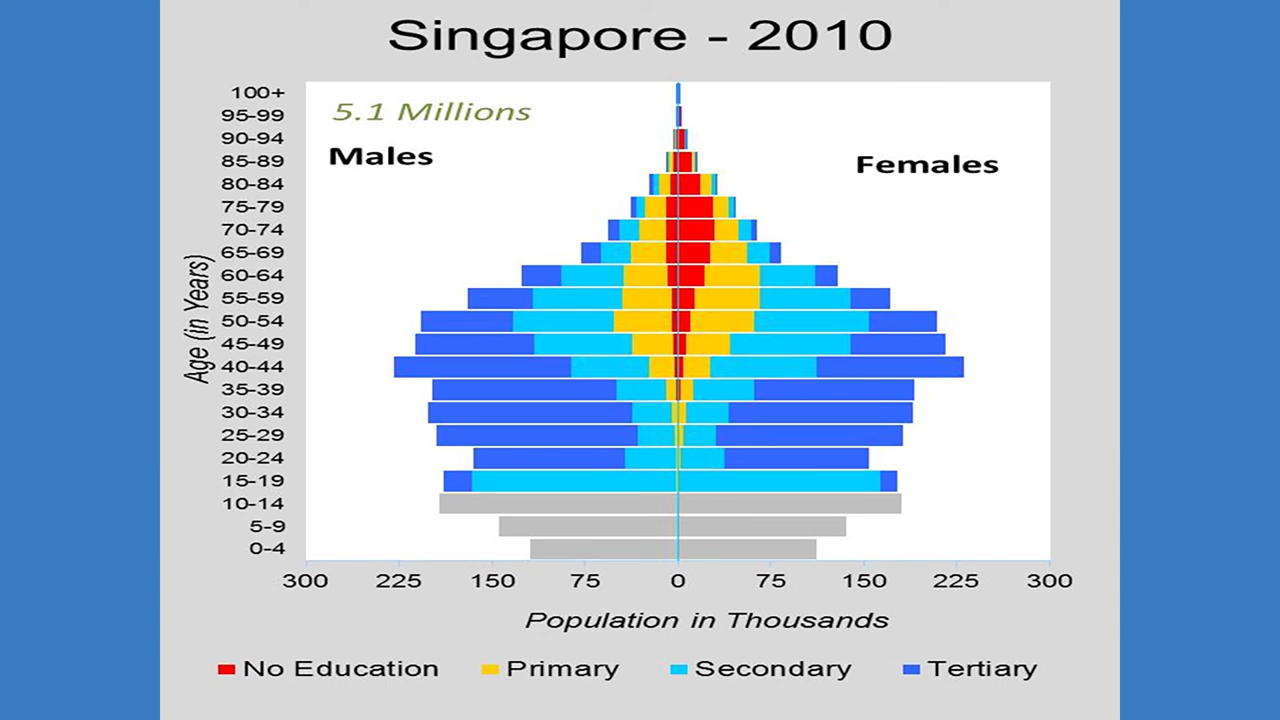 Singapore - 2010
5.1 Millions
Males
Females
Age (in Years)
100+
95-99
90-94
85-89
80-84
75-79
70-74
65-69
60-64
55-59
50-54
45-49
40-44
35-39
30-34
25-29
20-24
15-19
10-14
5-9
0-4
300 225 150 75 0 75 150 225 300
Population in Thousands
No Education Primary Secondary Tertiary